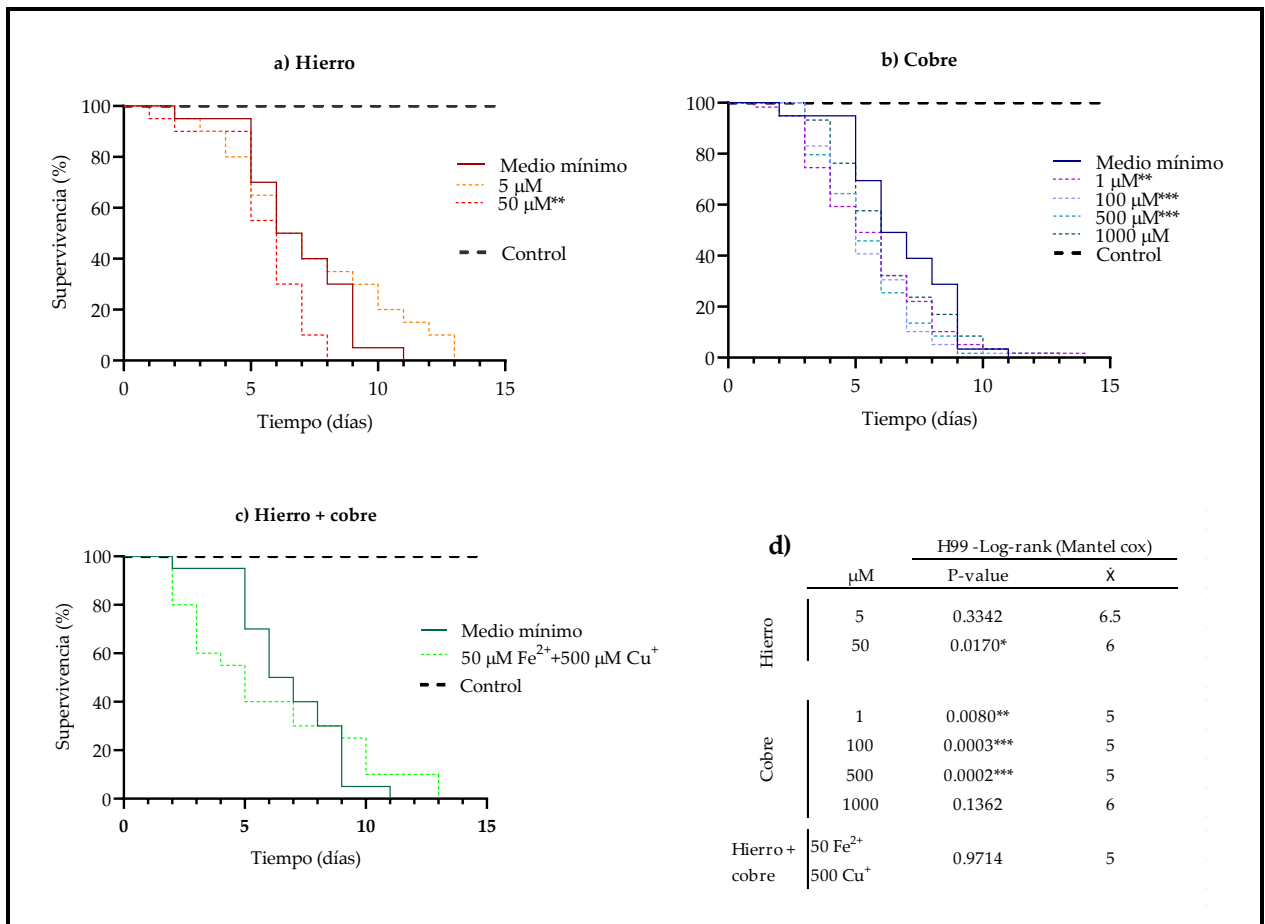 a) Hierro
Supervivencia (%)
100
80
60
40
20
0
0 5 10 15
Tiempo (días)
Medio mínimo
5 µM
50 µM**
Control
b) Cobre
100
80
60
40
20
0
0 5 10 15
Tiempo (días)
Medio mínimo
1 µM**
100 µM***
500 µM***
1000 µM
Control
c) Hierro + cobre
Supervivencia (%)
100
80
60
40
20
0
0 5 10 15
Tiempo (días)
Medio mínimo
50 µM Fe²⁺+500 µM Cu⁺
Control
d)
H99 -Log-rank (Mantel cox)
µM P-value Ẋ
Hierro
5 0.3342 6.5
50 0.0170* 6
Cobre
1 0.0080** 5
100 0.0003*** 5
500 0.0002*** 5
1000 0.1362 6
Hierro +
cobre
50 Fe²⁺
500 Cu⁺
0.9714 5